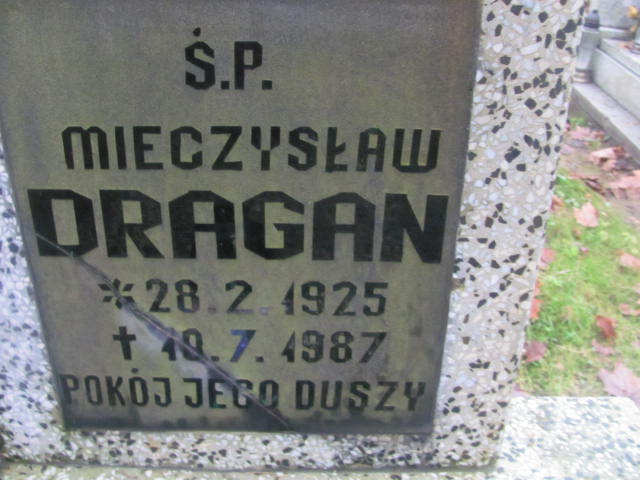 Ś.P.
MIECZYSŁAW
DRAGAN
* 28.2.1925
✝ 10.7.1987
POKÓJ JEGO DUSZY